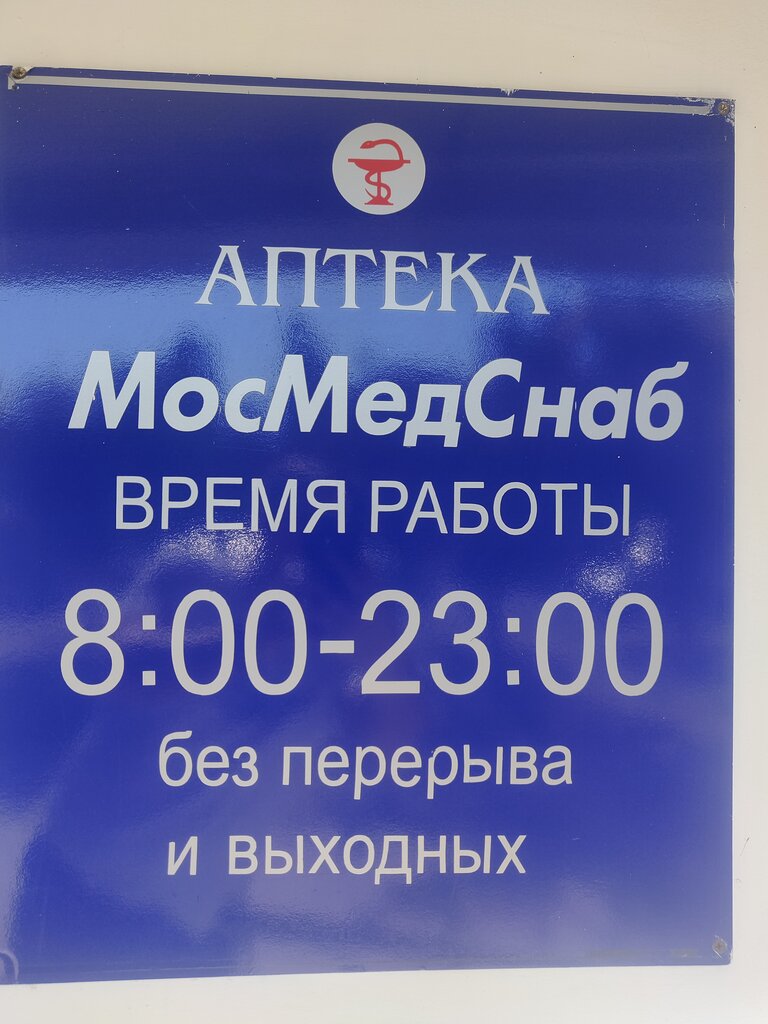 АПТЕКА
МосМедСнаб
ВРЕМЯ РАБОТЫ
8:00-23:00
без перерыва
и выходных